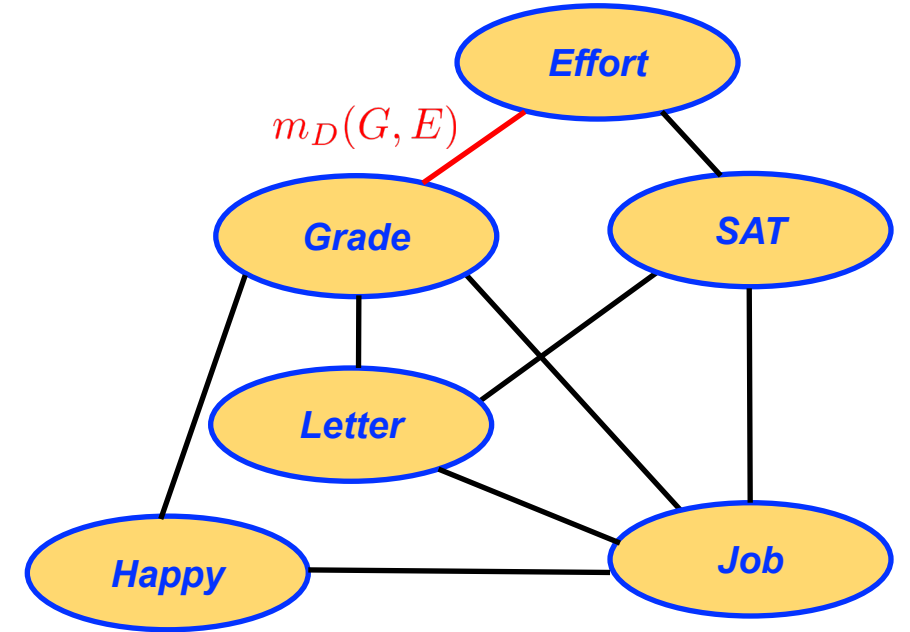 Effort
m_D(G, E)
Grade
SAT
Letter
Happy
Job